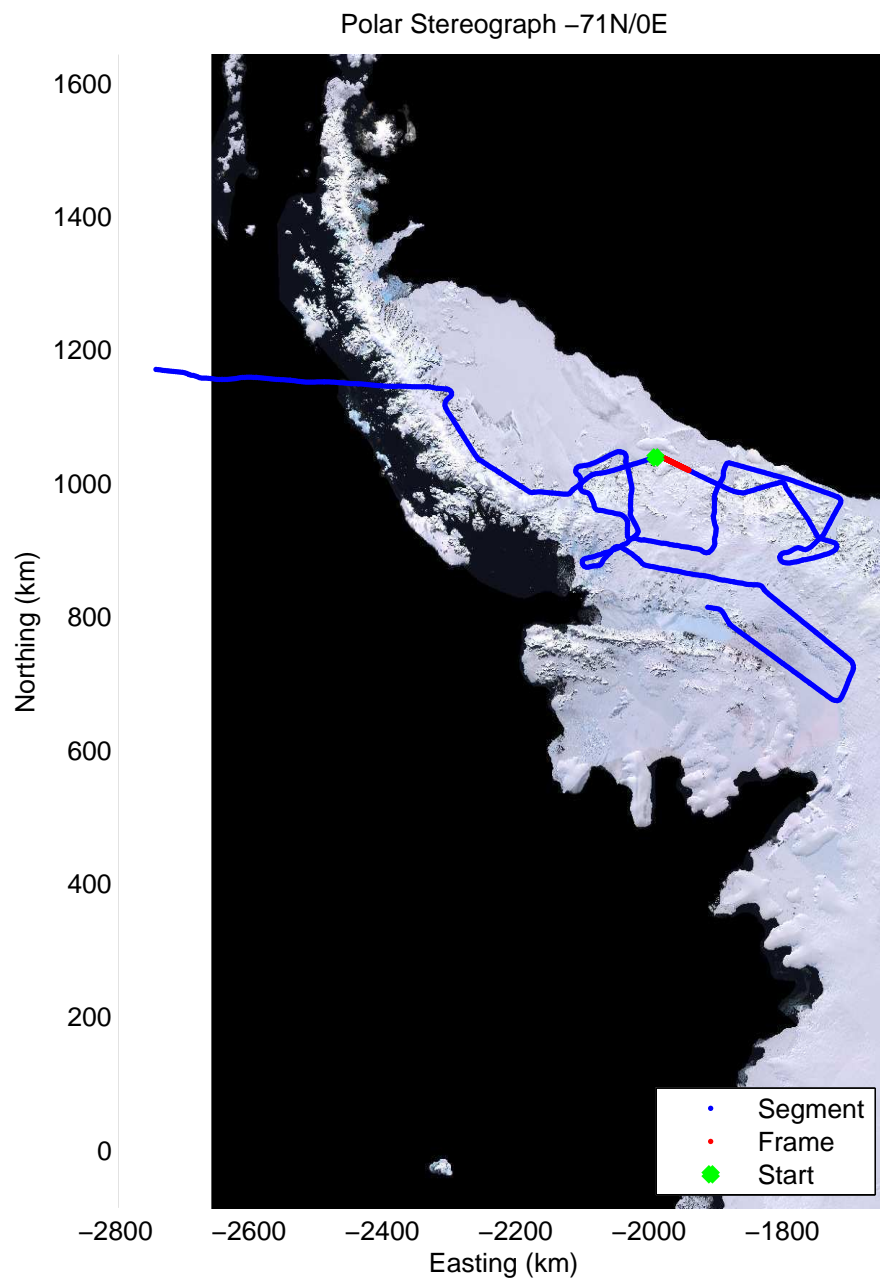 Polar Stereograph −71N/0E
1600
1400
1200
1000
800
600
400
200
0
Northing (km)
−2800 −2600 −2400 −2200 −2000 −1800
Easting (km)
Segment
Frame
Start